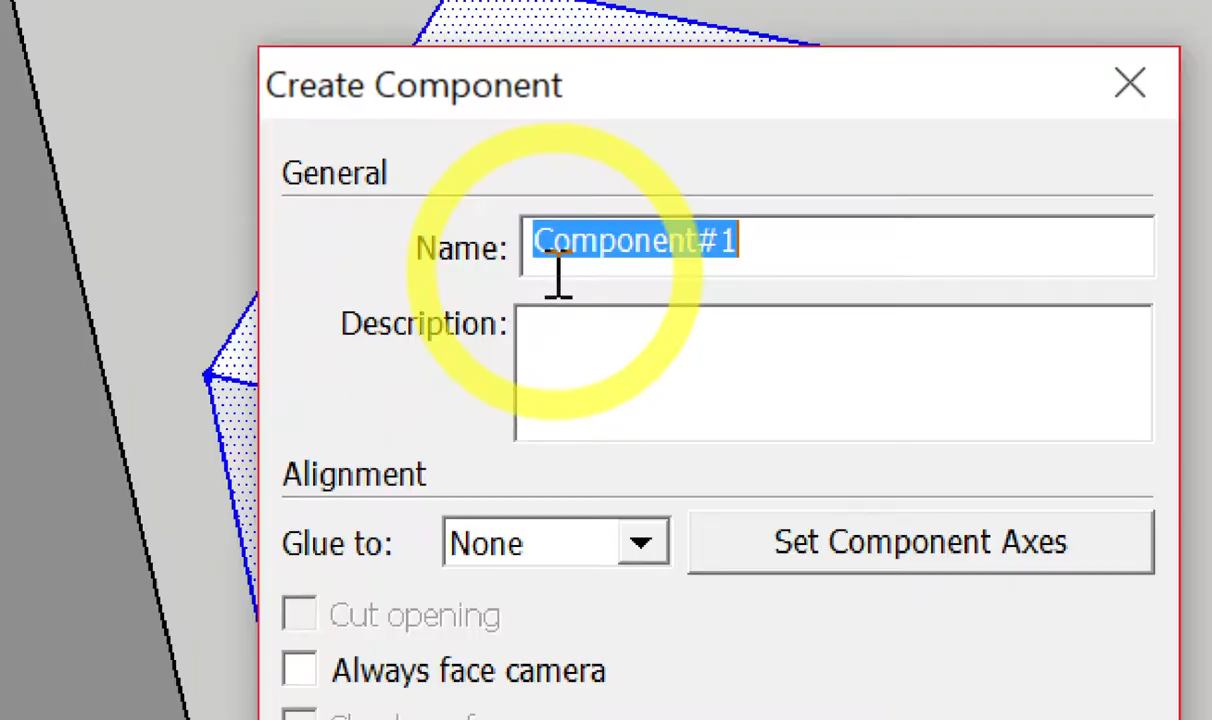 Create Component
General
Name: Component#1
Description:
Alignment
Glue to: None Set Component Axes
Cut opening
Always face camera